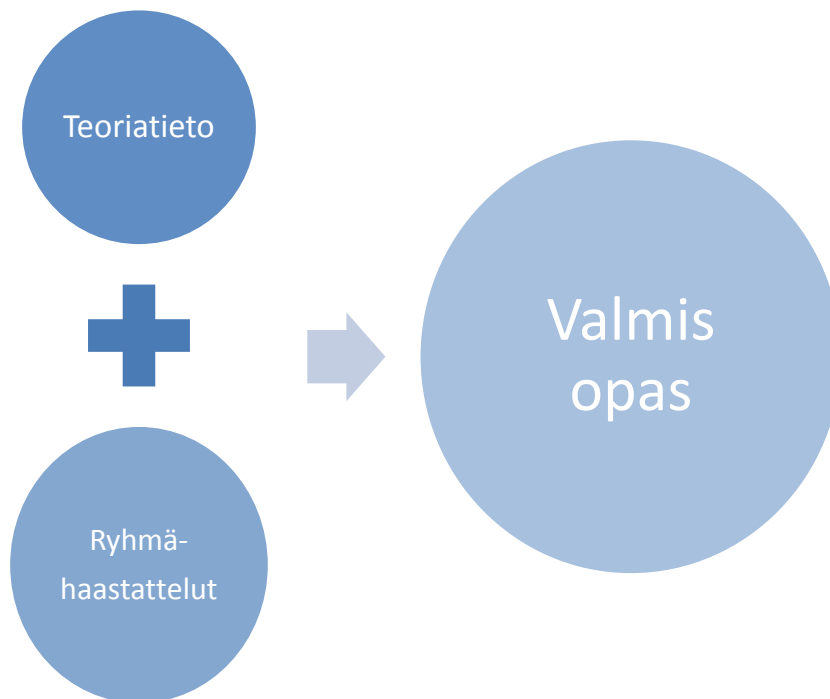 Teoriatieto
Ryhmä-
haastattelut
Valmis
opas